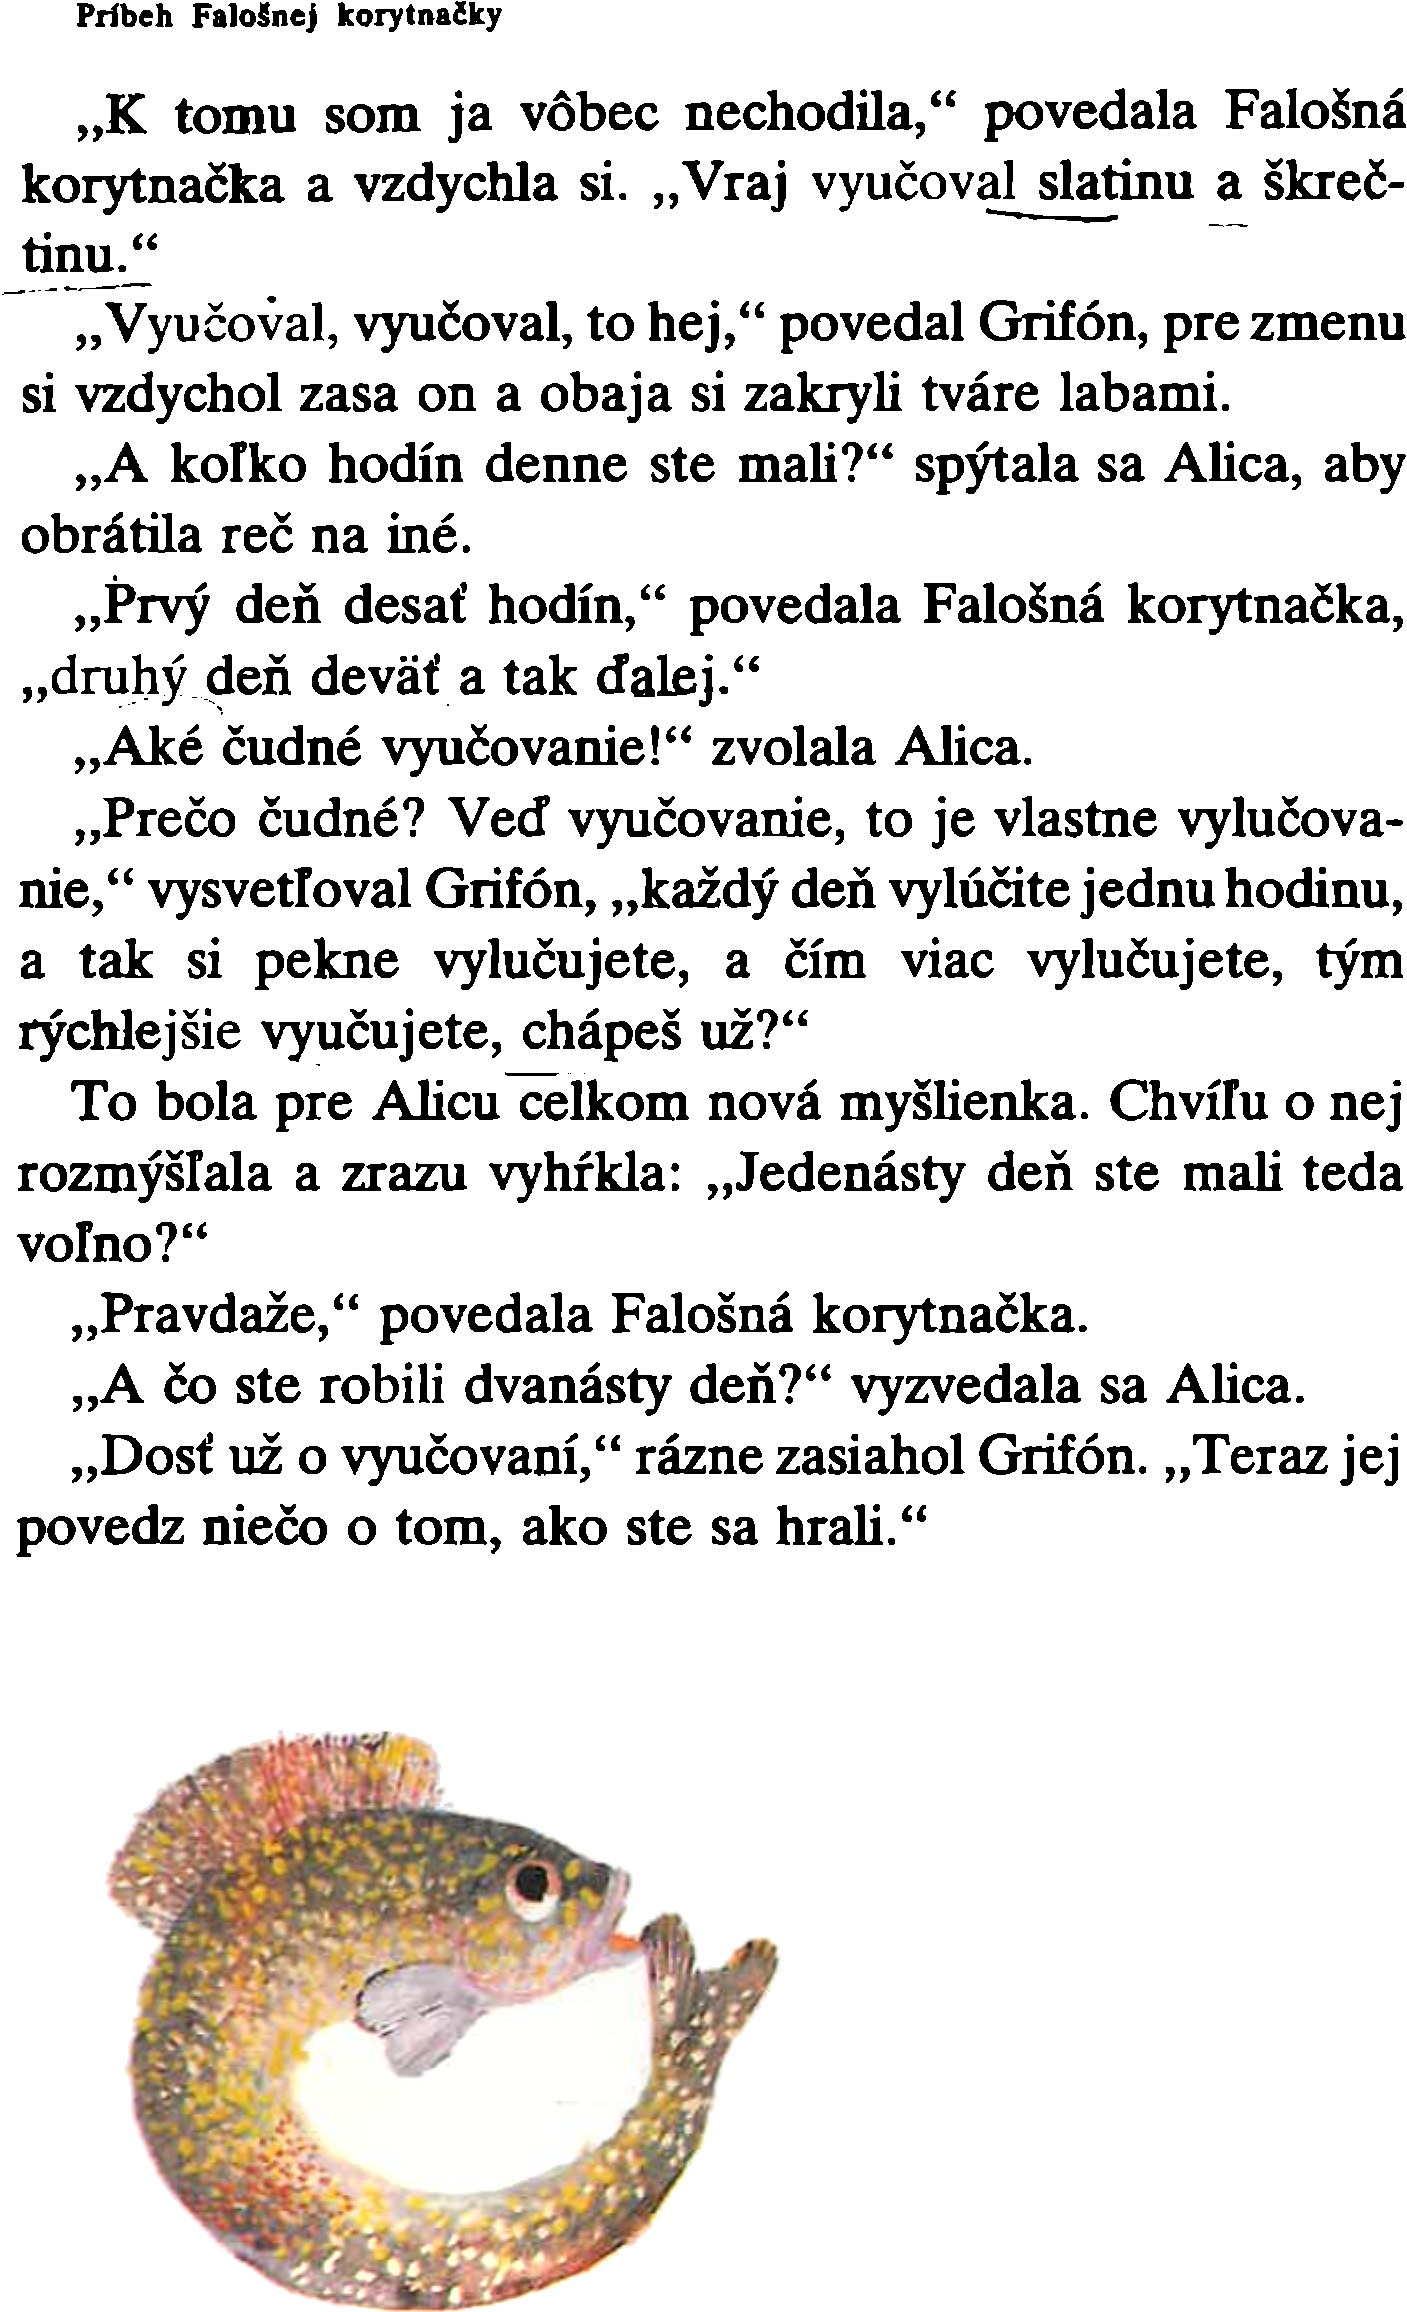 Príbeh Falošnej korytnačky
„K tomu som ja vôbec nechodila,“ povedala Falošná
korytnačka a vzdychla si. „Vraj vyučoval slatinu a škreč-
tinu.“
„Vyučoval, vyučoval, to hej,“ povedal Grifón, pre zmenu
si vzdychol zasa on a obaja si zakryli tváre labami.
„A koľko hodín denne ste mali?“ spýtala sa Alica, aby
obrátila reč na iné.
„Prvý deň desať hodín,“ povedala Falošná korytnačka,
„druhý deň deväť a tak ďalej.“
„Aké čudné vyučovanie!“ zvolala Alica.
„Prečo čudné? Veď vyučovanie, to je vlastne vylučova-
nie,“ vysvetľoval Grifón, „každý deň vylúčite jednu hodinu,
a tak si pekne vylučujete, a čím viac vylučujete, tým
rýchlejšie vyučujete, chápeš už?“
To bola pre Alicu celkom nová myšlienka. Chvíľu o nej
rozmýšľala a zrazu vyhŕkla: „Jedenásty deň ste mali teda
voľno?“
„Pravdaže,“ povedala Falošná korytnačka.
„A čo ste robili dvanásty deň?“ vyzvedala sa Alica.
„Dosť už o vyučovaní,“ rázne zasiahol Grifón. „Teraz jej
povedz niečo o tom, ako ste sa hrali.“